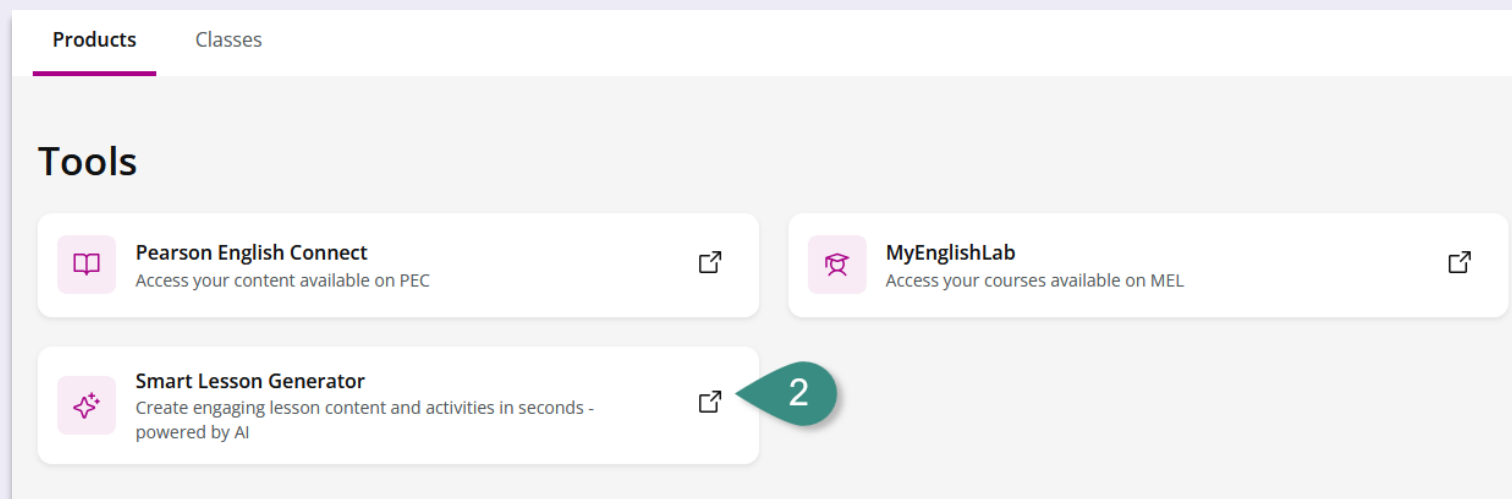 Products Classes
Tools
Pearson English Connect
Access your content available on PEC
MyEnglishLab
Access your courses available on MEL
Smart Lesson Generator
Create engaging lesson content and activities in seconds -
powered by AI
2